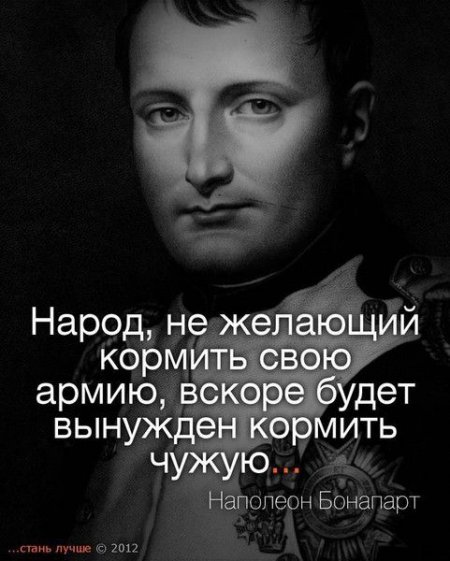 Народ, не желающий
кормить свою
армию, вскоре будет
вынужден кормить
чужую...
Наполеон Бонапарт
...стань лучше © 2012